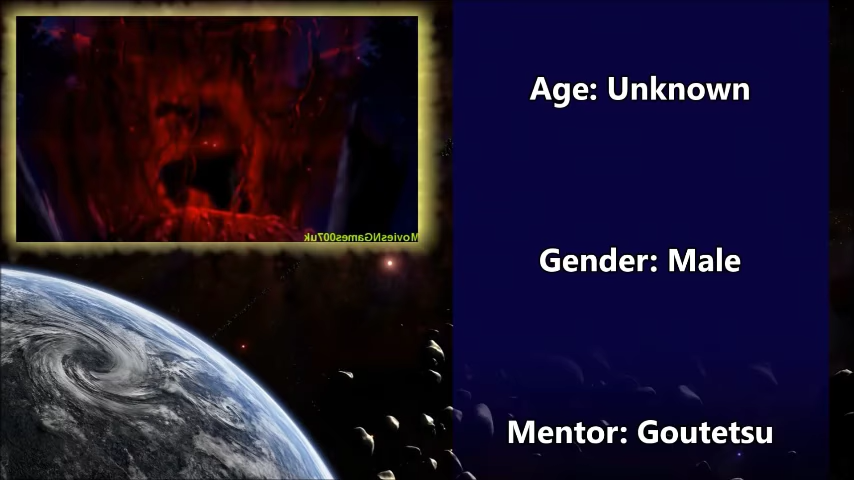 MoviesNGames007uk
Age: Unknown
Gender: Male
Mentor: Goutetsu